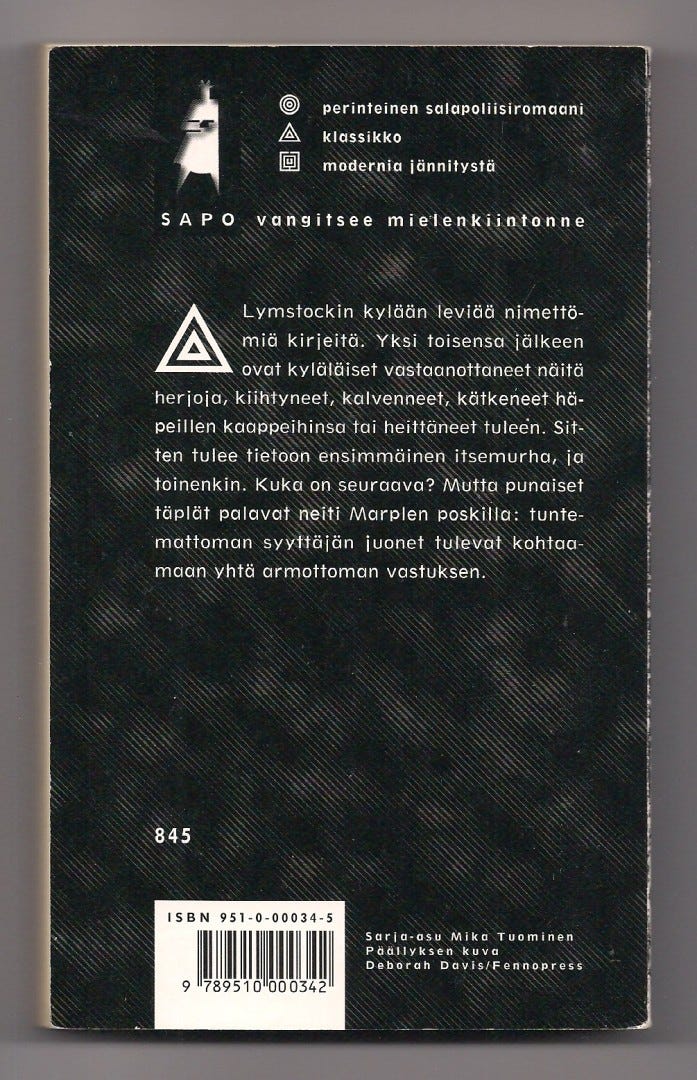 perinteinen salapoliisiromaani
klassikko
modernia jännitystä
SAPO vangitsee mielenkiintonne
Lymstockin kylään leviää nimettö-
miä kirjeitä. Yksi toisensa jälkeen
ovat kyläläiset vastaanottaneet näitä
herjoja, kiihtyneet, kalvenneet, kätkeneet hä-
peillen kaappeihinsa tai heittäneet tuleen. Sit-
ten tulee tietoon ensimmäinen itsemurha, ja
toinenkin. Kuka on seuraava? Mutta punaiset
täplät palavat neiti Marplen poskilla: tunte-
mattoman syyttäjän juonet tulevat kohtaa-
maan yhtä armottoman vastuksen.
845
ISBN 951-0-00034-5
9 789510 000342
Sarja-asu Mika Tuominen
Päällyksen kuva
Deborah Davis/Fennopress